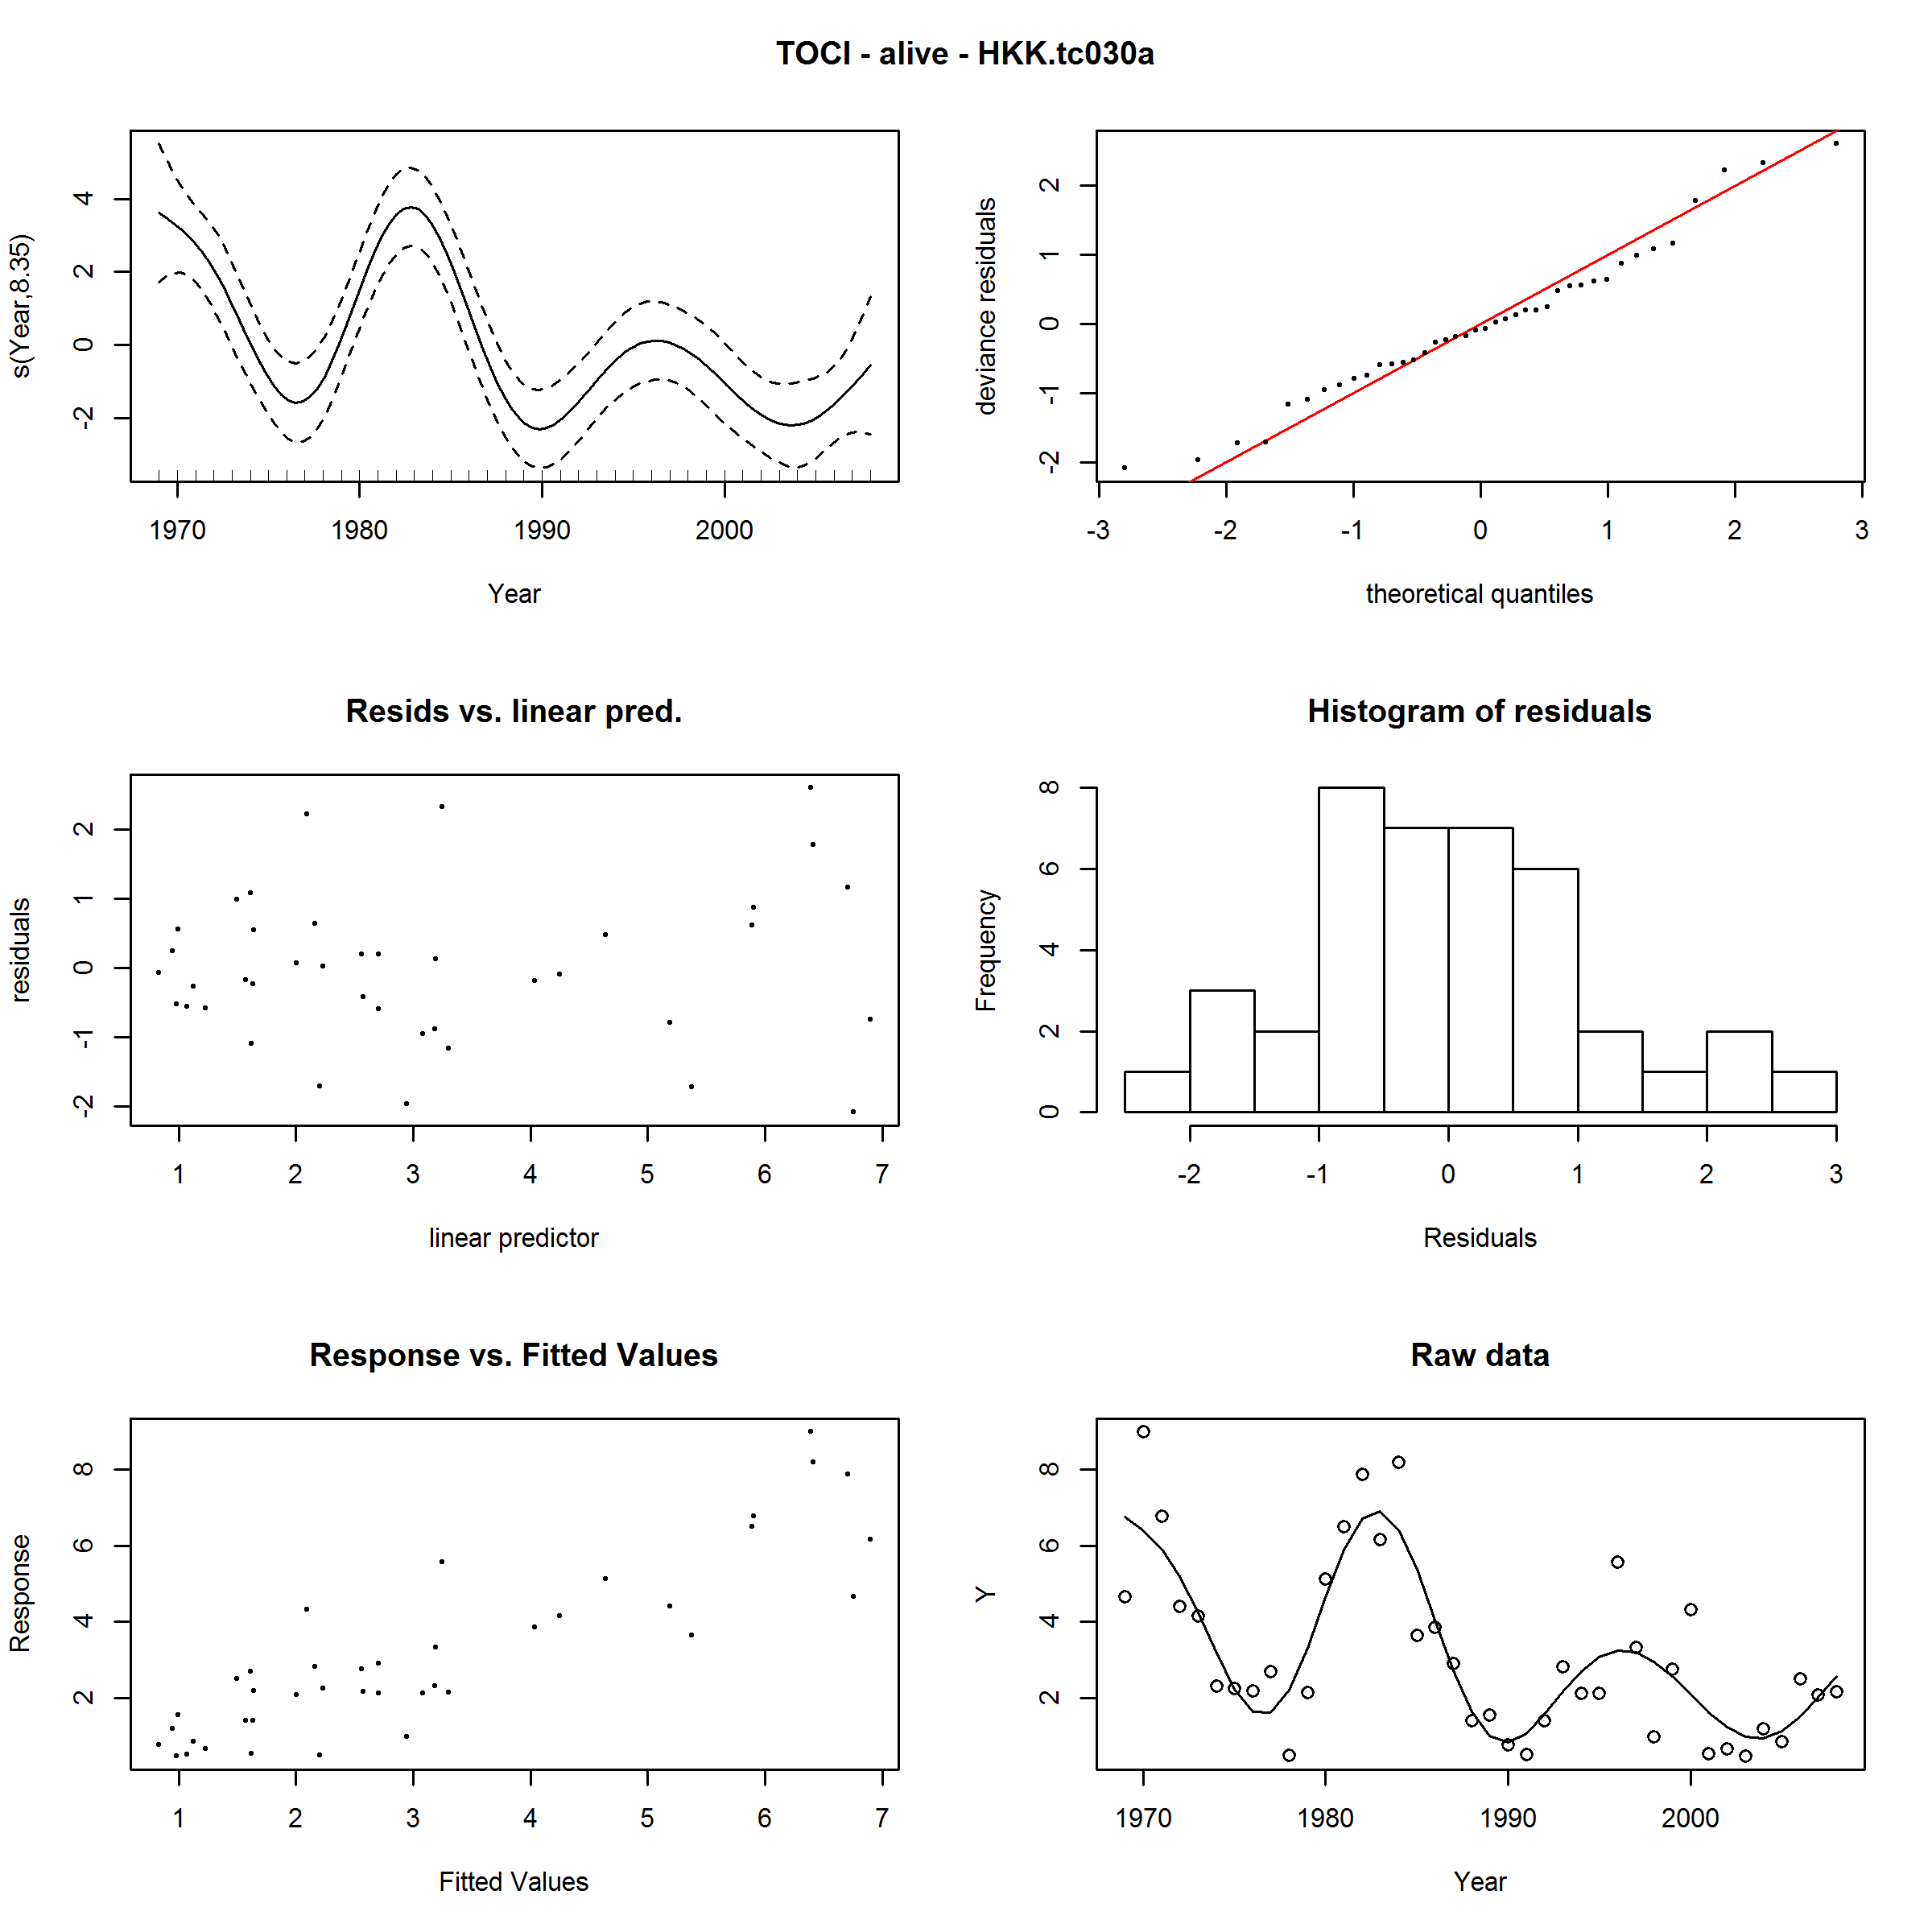 TOCI - alive - HKK.tc030a
s(Year,8.35)
4
2
0
-2
1970 1980 1990 2000
Year
deviance residuals
2
1
0
-1
-2
-3 -2 -1 0 1 2 3
theoretical quantiles
Resids vs. linear pred.
residuals
2
1
0
-1
-2
1 2 3 4 5 6 7
linear predictor
Histogram of residuals
Frequency
8
6
4
2
0
-2 -1 0 1 2 3
Residuals
Response vs. Fitted Values
Response
8
6
4
2
1 2 3 4 5 6 7
Fitted Values
Raw data
Y
8
6
4
2
1970 1980 1990 2000
Year